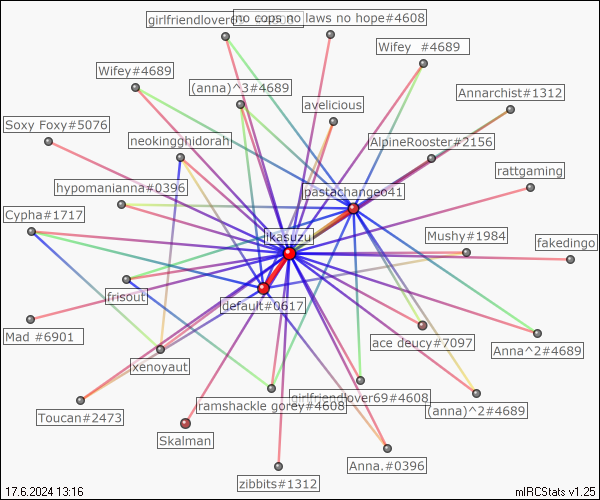 girlfriendlover69#4608
no cops no laws no hope#4608
Wifey #4689
Wifey#4689
(anna)^3#4689
Annarchist#1312
avelicious
Soxy Foxy#5076
neokingghidorah
AlpineRooster#2156
rattgaming
hypomanianna#0396
pastachangeo41
Cypha#1717
ikasuzu
Mushy#1984
fakedingo
frisout
default#0617
Mad #6901
ace deucy#7097
Anna^2#4689
xenoyaut
ramshackle gorey#4608
girlfriendlover69#4608
(anna)^2#4689
Toucan#2473
Skalman
Anna.#0396
zibbits#1312
17.6.2024 13:16
mIRCStats v1.25